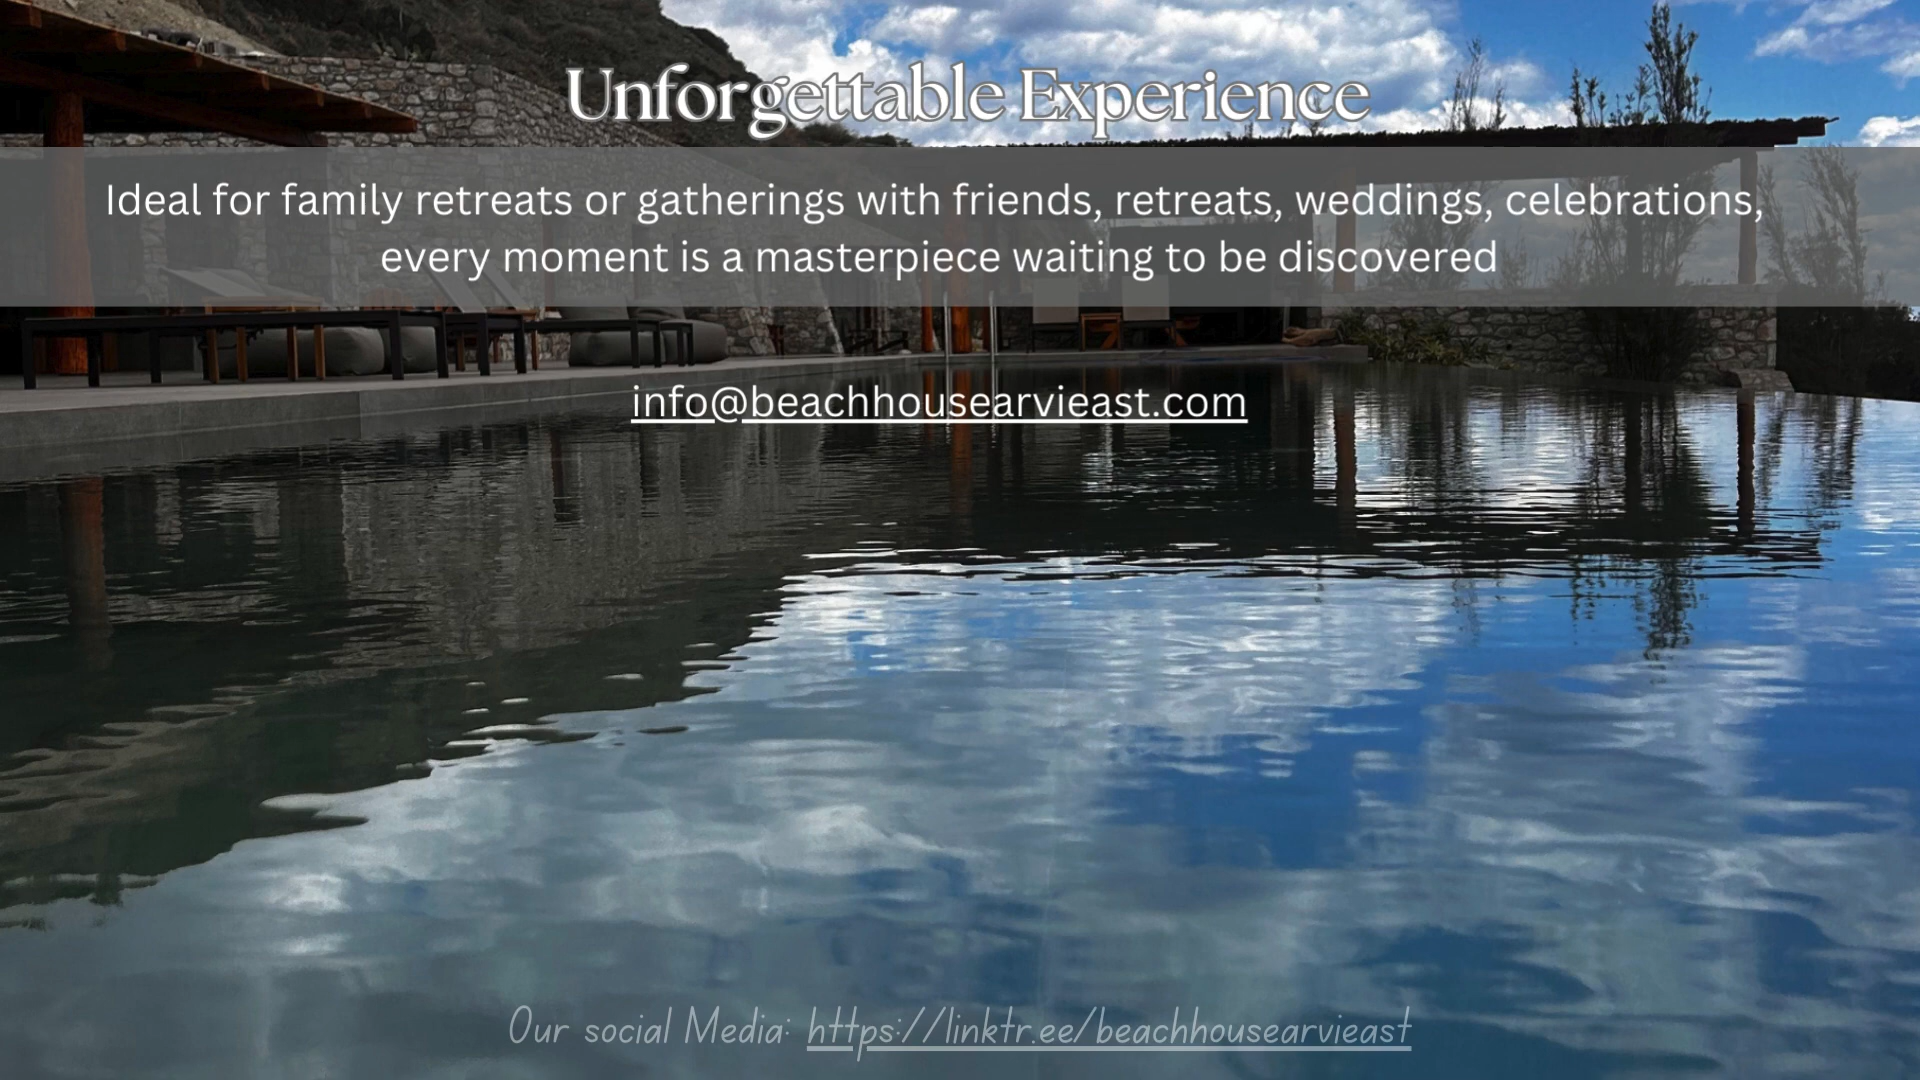 Unforgettable Experience
Ideal for family retreats or gatherings with friends, retreats, weddings, celebrations,
every moment is a masterpiece waiting to be discovered
info@beachhousearvieast.com
Our social Media: https://linktr.ee/beachhousearvieast